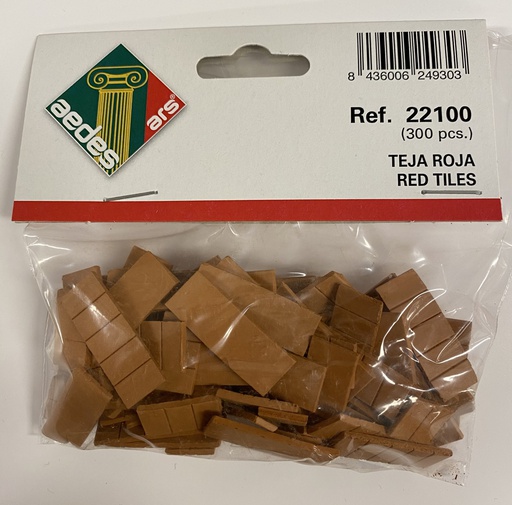 aedes
ars®
8 436006 249303
Ref. 22100
(300 pcs.)
TEJA ROJA
RED TILES